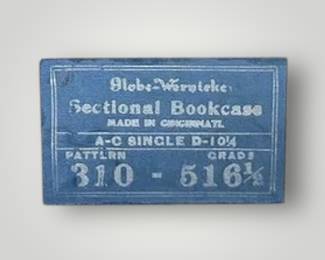 Globe-Wernicke
Sectional Bookcase
MADE IN CINCINNATI.
A-C SINGLE D-10¼
PATTERN GRADE
310 - 516½